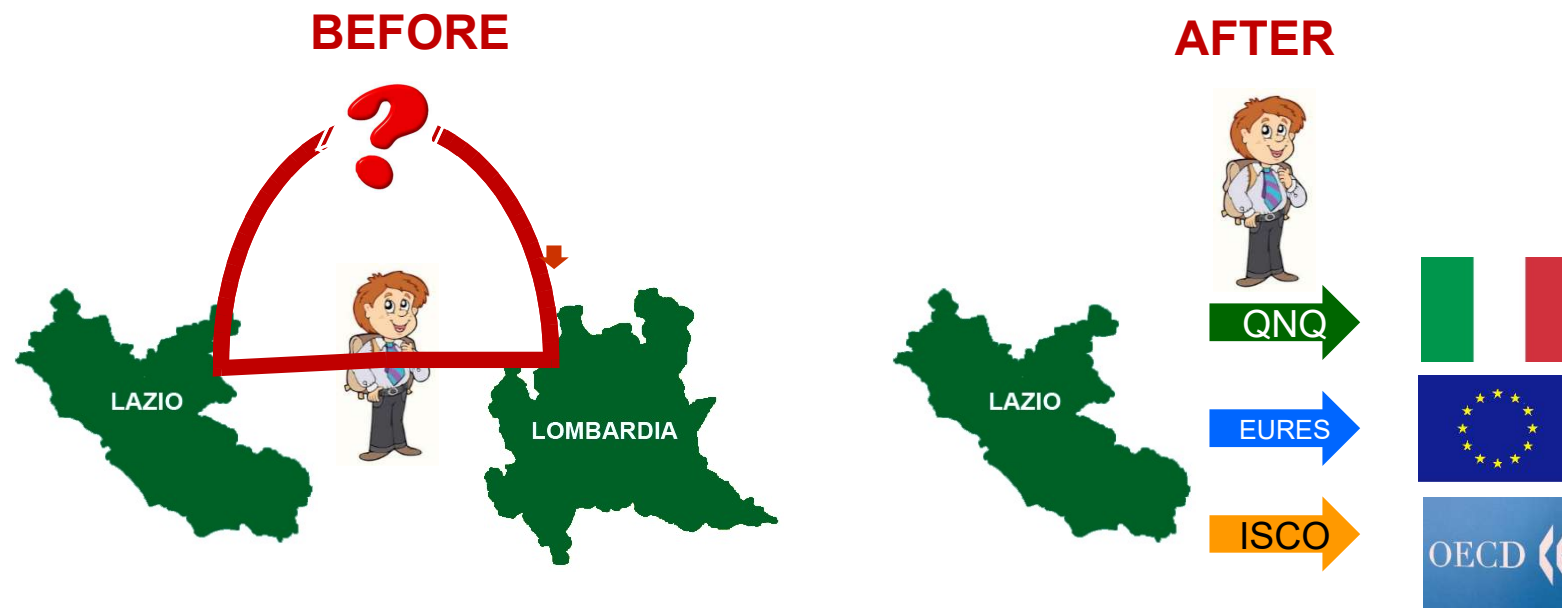 BEFORE
AFTER
?
LAZIO
LOMBARDIA
LAZIO
QNQ
EURES
ISCO
OECD